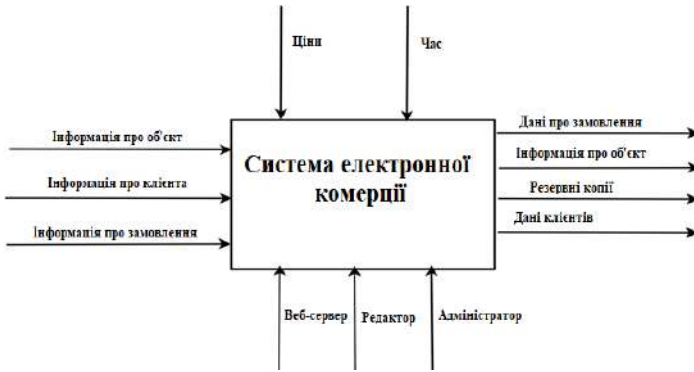 Ціни
Час
Інформація про об'єкт
Інформація про клієнта
Інформація про замовлення
Система електронної
комерції
Дані про замовлення
Інформація про об'єкт
Резервні копії
Дані клієнтів
Веб-сервер
Редактор
Адміністратор